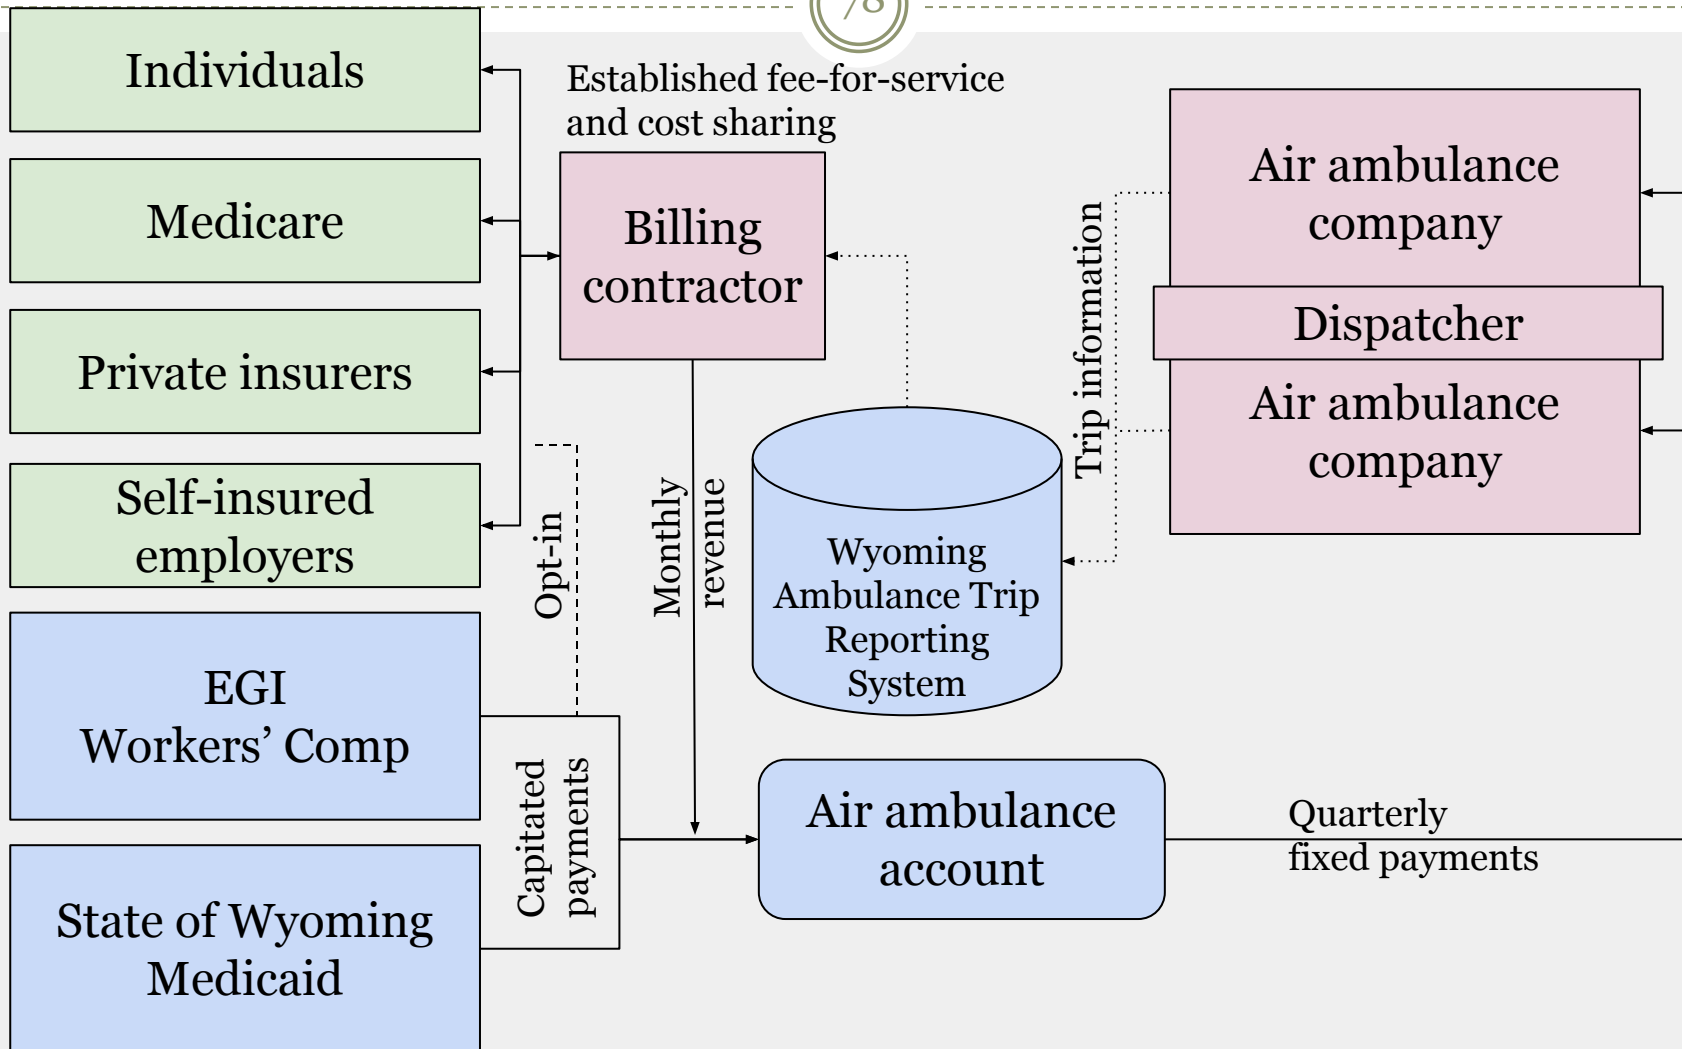 Individuals
Medicare
Private insurers
Self-insured
employers
EGI
Workers’ Comp
State of Wyoming
Medicaid
Established fee-for-service
and cost sharing
Billing
contractor
Opt-in
Monthly
revenue
Capitated
payments
Wyoming
Ambulance Trip
Reporting
System
Air ambulance
account
Trip information
Air ambulance
company
Dispatcher
Air ambulance
company
Quarterly
fixed payments